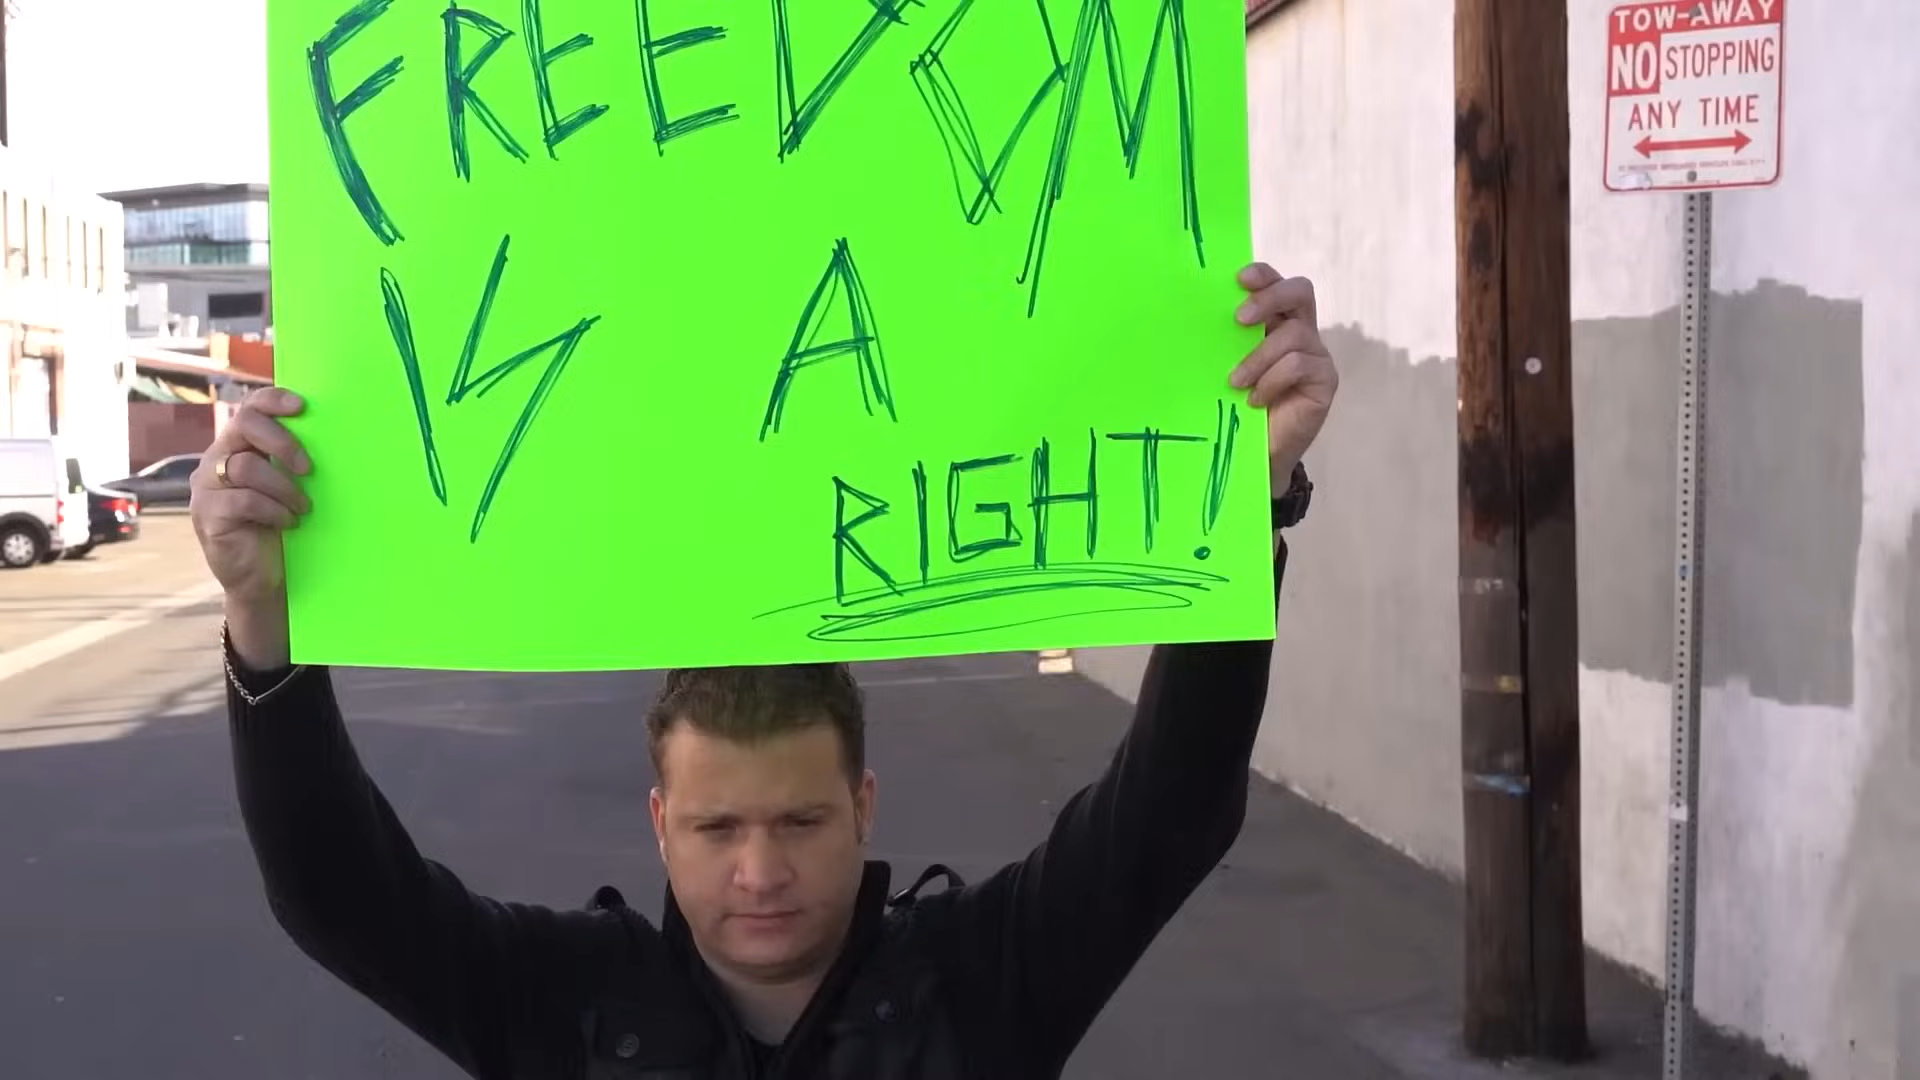 FREEDOM
IS A
RIGHT!
TOW-AWAY
NO STOPPING
ANY TIME